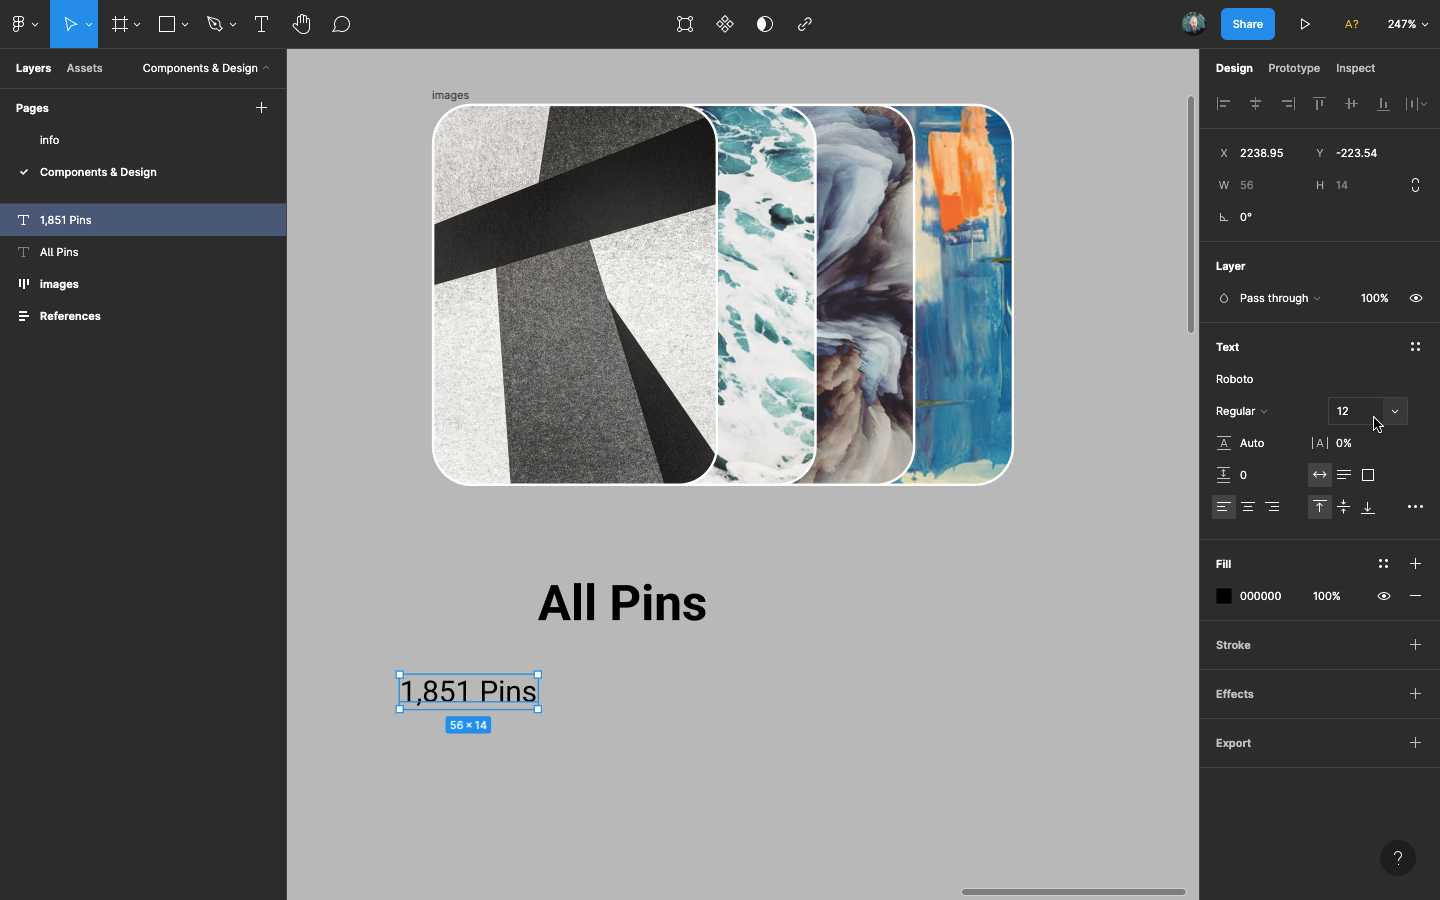 Share
A?
247%
Layers
Assets
Components & Design
Pages
info
Components & Design
1,851 Pins
All Pins
images
References
images
All Pins
1,851 Pins
56 × 14
Design
Prototype
Inspect
X 2238.95 Y -223.54
W 56 H 14
0°
Layer
Pass through 100%
Text
Roboto
Regular 12
A Auto |A| 0%
0
Fill
000000 100%
Stroke
Effects
Export
?